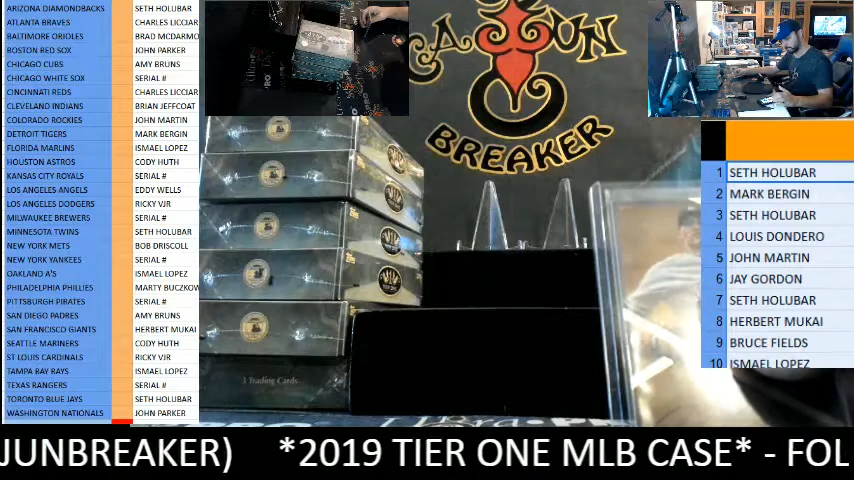 ARIZONA DIAMONDBACKS SETH HOLUBAR
ATLANTA BRAVES CHARLES LICCIAR
BALTIMORE ORIOLES BRAD MCDARMO
BOSTON RED SOX JOHN PARKER
CHICAGO CUBS AMY BRUNS
CHICAGO WHITE SOX SERIAL #
CINCINNATI REDS CHARLES LICCIAR
CLEVELAND INDIANS BRIAN JEFFCOAT
COLORADO ROCKIES JOHN MARTIN
DETROIT TIGERS MARK BERGIN
FLORIDA MARLINS ISMAEL LOPEZ
HOUSTON ASTROS CODY HUTH
KANSAS CITY ROYALS SERIAL #
LOS ANGELES ANGELS EDDY WELLS
LOS ANGELES DODGERS RICKY VJR
MILWAUKEE BREWERS SERIAL #
MINNESOTA TWINS SETH HOLUBAR
NEW YORK METS BOB DRISCOLL
NEW YORK YANKEES SERIAL #
OAKLAND A'S ISMAEL LOPEZ
PHILADELPHIA PHILLIES MARTY BUCZKOW
PITTSBURGH PIRATES SERIAL #
SAN DIEGO PADRES AMY BRUNS
SAN FRANCISCO GIANTS HERBERT MUKAI
SEATTLE MARINERS CODY HUTH
ST LOUIS CARDINALS RICKY VJR
TAMPA BAY RAYS ISMAEL LOPEZ
TEXAS RANGERS SERIAL #
TORONTO BLUE JAYS SETH HOLUBAR
WASHINGTON NATIONALS JOHN PARKER
CAJUN
BREAKER
3 Trading Cards
1 SETH HOLUBAR
2 MARK BERGIN
3 SETH HOLUBAR
4 LOUIS DONDERO
5 JOHN MARTIN
6 JAY GORDON
7 SETH HOLUBAR
8 HERBERT MUKAI
9 BRUCE FIELDS
10 ISMAEL LOPEZ
JUNBREAKER) *2019 TIER ONE MLB CASE* - FOL